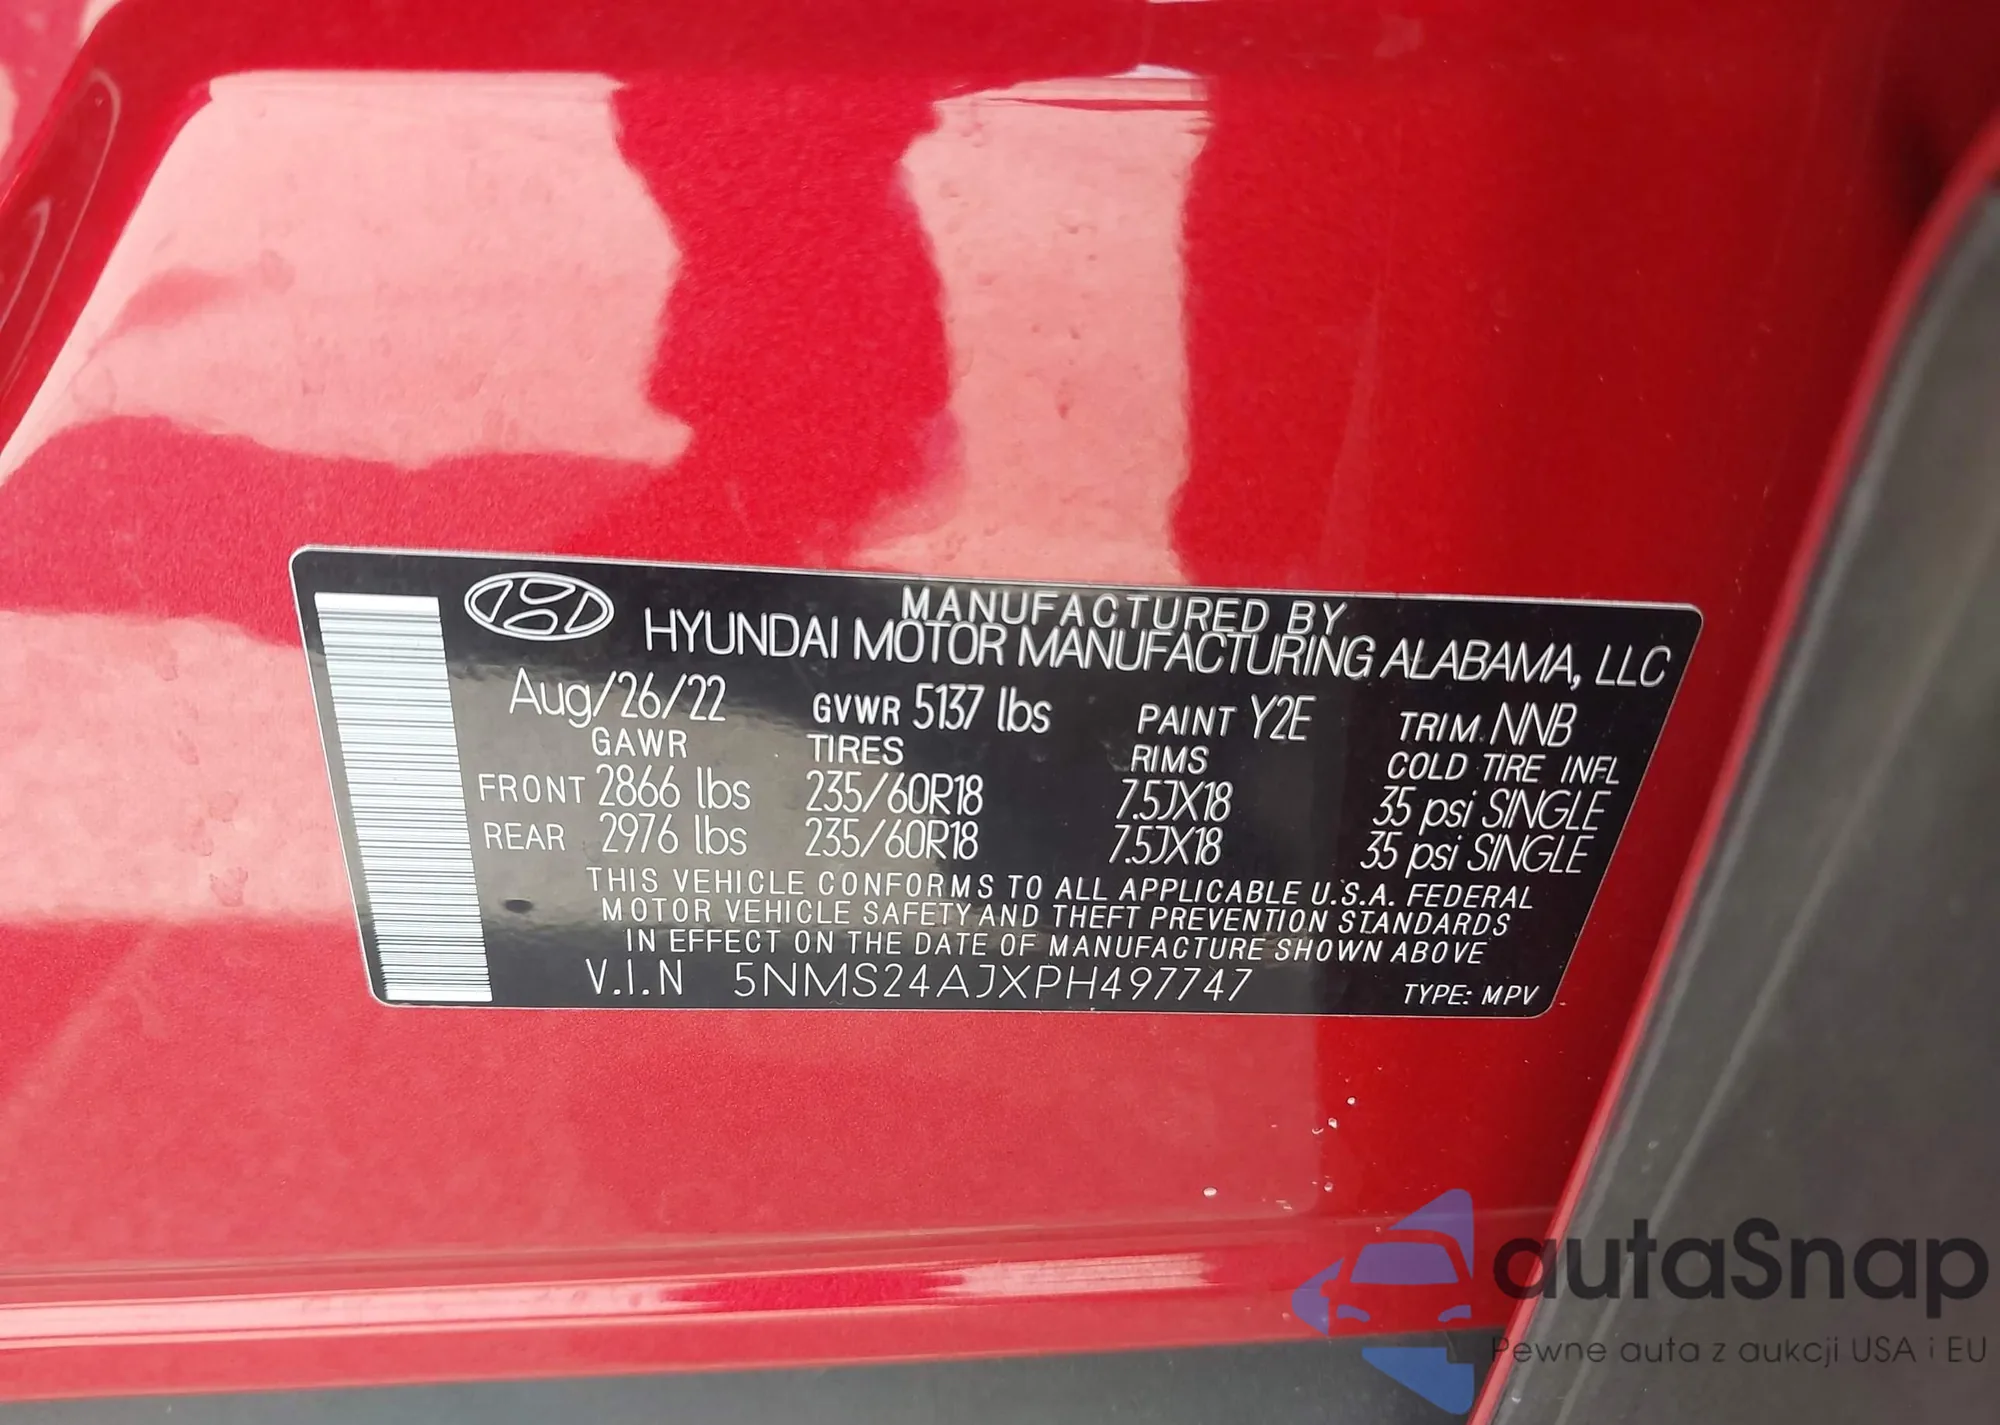 MANUFACTURED BY
HYUNDAI MOTOR MANUFACTURING ALABAMA, LLC
Aug/26/22 GVWR 5137 lbs PAINT Y2E TRIM NNB
GAWR TIRES RIMS COLD TIRE INFL
FRONT 2866 lbs 235/60R18 7.5JX18 35 psi SINGLE
REAR 2976 lbs 235/60R18 7.5JX18 35 psi SINGLE
THIS VEHICLE CONFORMS TO ALL APPLICABLE U.S.A. FEDERAL
MOTOR VEHICLE SAFETY AND THEFT PREVENTION STANDARDS
IN EFFECT ON THE DATE OF MANUFACTURE SHOWN ABOVE
V.I.N 5NMS24AJXPH497747 TYPE: MPV
autaSnap
Pewne auta z aukcji USA i EU